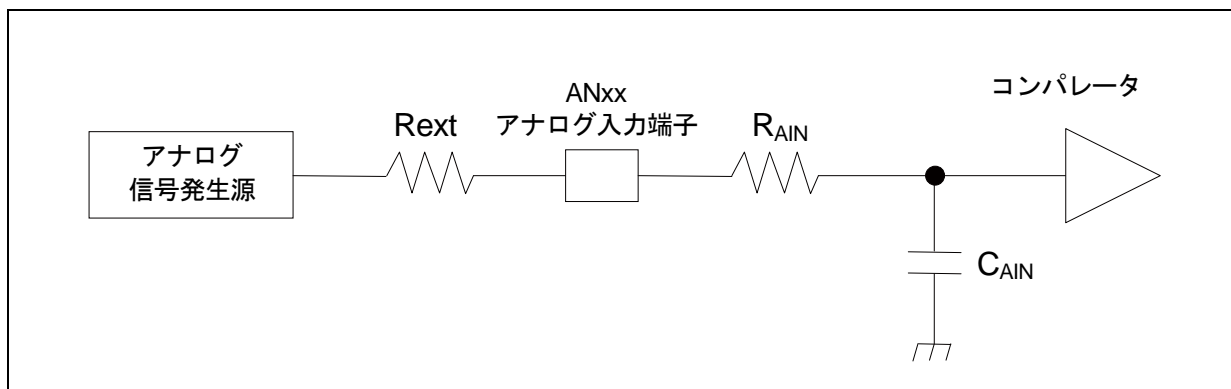 コンパレータ
ANxx
アナログ入力端子
Rext
RAIN
アナログ
信号発生源
CAIN